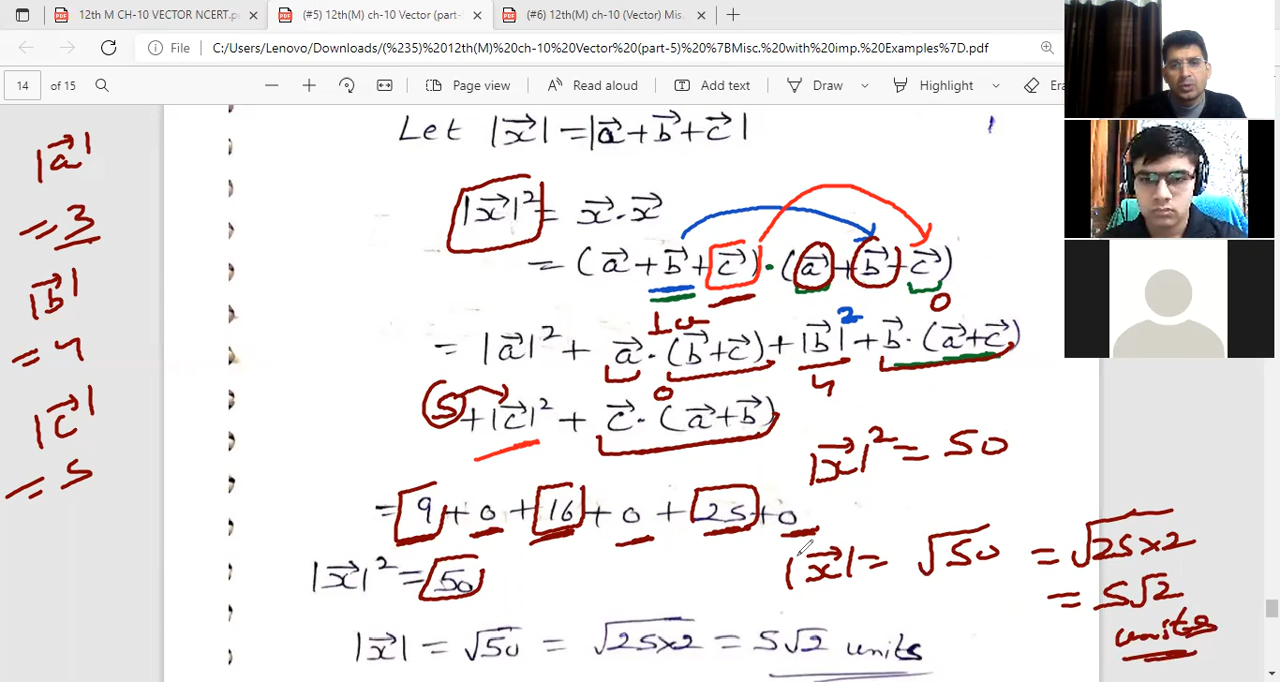 12th M CH-10 VECTOR NCERT.p
(#5) 12th(M) ch-10 Vector (part-
(#6) 12th(M) ch-10 (Vector) Mis
File C:/Users/Lenovo/Downloads/(%235)%2012th(M)%20ch-10%20Vector%20(part-5)%20%7BMisc.%20with%20imp.%20Examples%7D.pdf
14 of 15 Page view Read aloud Add text Draw Highlight Era
Let |x⃗| = |a⃗ + b⃗ + c⃗|
|x⃗|² = x⃗ · x⃗
= (a⃗ + b⃗ + c⃗) · (a⃗ + b⃗ + c⃗)
0
= |a⃗|² + a⃗ · (b⃗ + c⃗) + |b⃗|² + b⃗ · (a⃗ + c⃗)
0 4
5
+ |c⃗|² + c⃗ · (a⃗ + b⃗)
= 9 + 0 + 16 + 0 + 25 + 0
|x⃗|² = 50
|x⃗| = √50 = √25×2 = 5√2 units
|a⃗|
= 3
|b⃗|
= 4
|c⃗|
= 5
|x⃗|² = 50
|x⃗| = √50 = √25×2
= 5√2
units